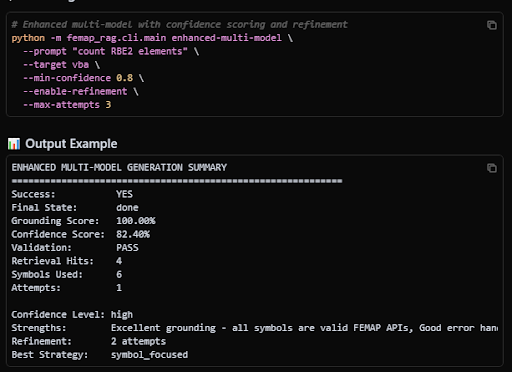 # Enhanced multi-model with confidence scoring and refinement
python -m femap_rag.cli.main enhanced-multi-model \
--prompt "count RBE2 elements" \
--target vba \
--min-confidence 0.8 \
--enable-refinement \
--max-attempts 3
📊 Output Example
ENHANCED MULTI-MODEL GENERATION SUMMARY
============================================================
Success: YES
Final State: done
Grounding Score: 100.00%
Confidence Score: 82.40%
Validation: PASS
Retrieval Hits: 4
Symbols Used: 6
Attempts: 1
Confidence Level: high
Strengths: Excellent grounding - all symbols are valid FEMAP APIs, Good error han
Refinement: 2 attempts
Best Strategy: symbol_focused